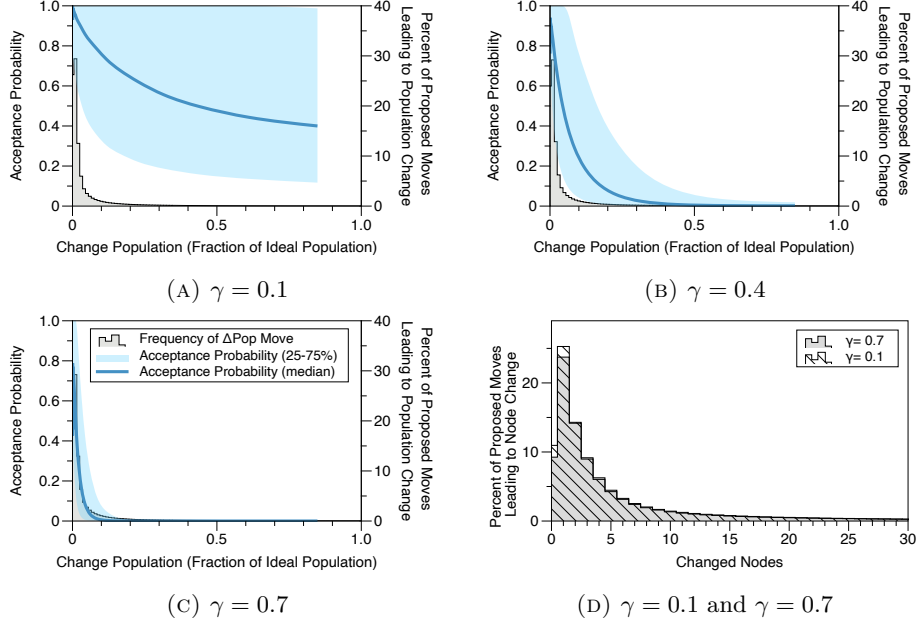 1.0
0.8
0.6
0.4
0.2
0
Acceptance Probability
40
30
20
10
0
Percent of Proposed Moves
Leading to Population Change
0
0.5
1.0
Change Population (Fraction of Ideal Population)
(A) γ = 0.1
1.0
0.8
0.6
0.4
0.2
0
Acceptance Probability
40
30
20
10
0
Percent of Proposed Moves
Leading to Population Change
0
0.5
1.0
Change Population (Fraction of Ideal Population)
(B) γ = 0.4
1.0
0.8
0.6
0.4
0.2
0
Acceptance Probability
Frequency of ΔPop Move
Acceptance Probability (25-75%)
Acceptance Probability (median)
40
30
20
10
0
Percent of Proposed Moves
Leading to Population Change
0
0.5
1.0
Change Population (Fraction of Ideal Population)
(C) γ = 0.7
Percent of Proposed Moves
Leading to Node Change
20
10
0
γ= 0.7
γ= 0.1
0
5
10
15
20
25
30
Changed Nodes
(D) γ = 0.1 and γ = 0.7